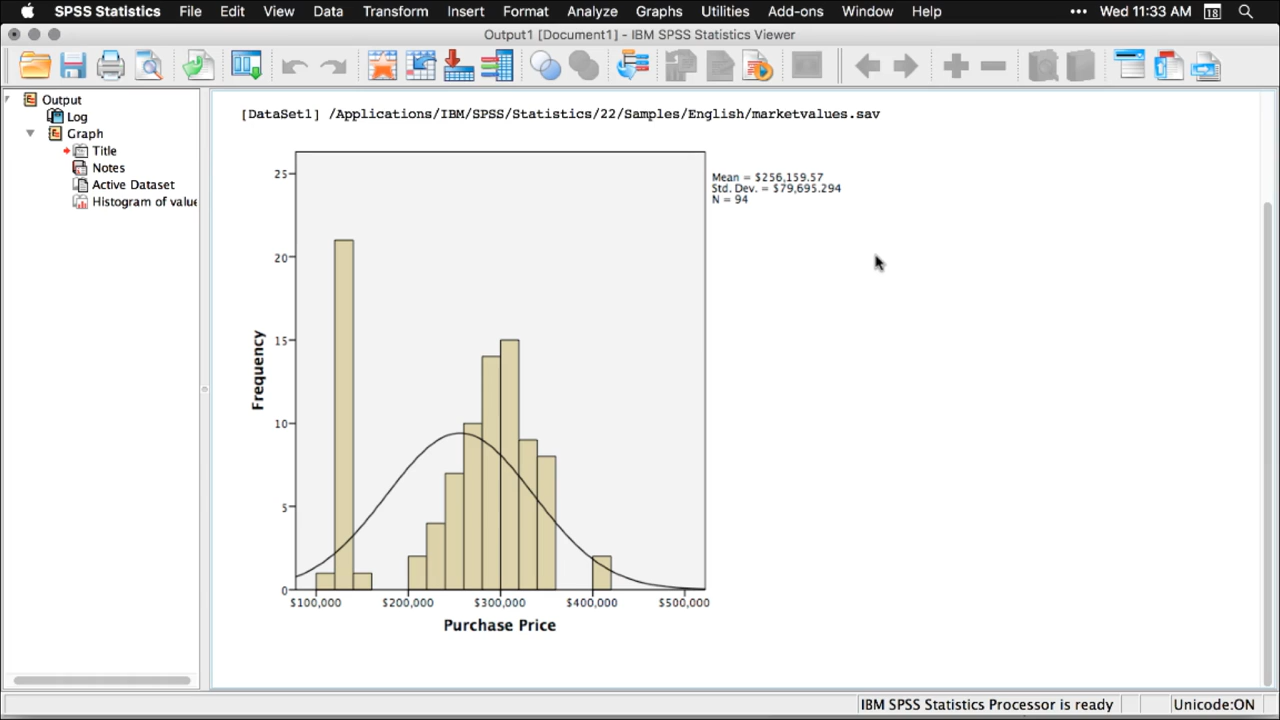 SPSS Statistics File Edit View Data Transform Insert Format Analyze Graphs Utilities Add-ons Window Help ••• Wed 11:33 AM 18
Output1 [Document1] - IBM SPSS Statistics Viewer
Output
Log
Graph
Title
Notes
Active Dataset
Histogram of value
[DataSet1] /Applications/IBM/SPSS/Statistics/22/Samples/English/marketvalues.sav
Mean = $256,159.57
Std. Dev. = $79,695.294
N = 94
25
20
15
10
5
0
Frequency
$100,000 $200,000 $300,000 $400,000 $500,000
Purchase Price
IBM SPSS Statistics Processor is ready Unicode:ON